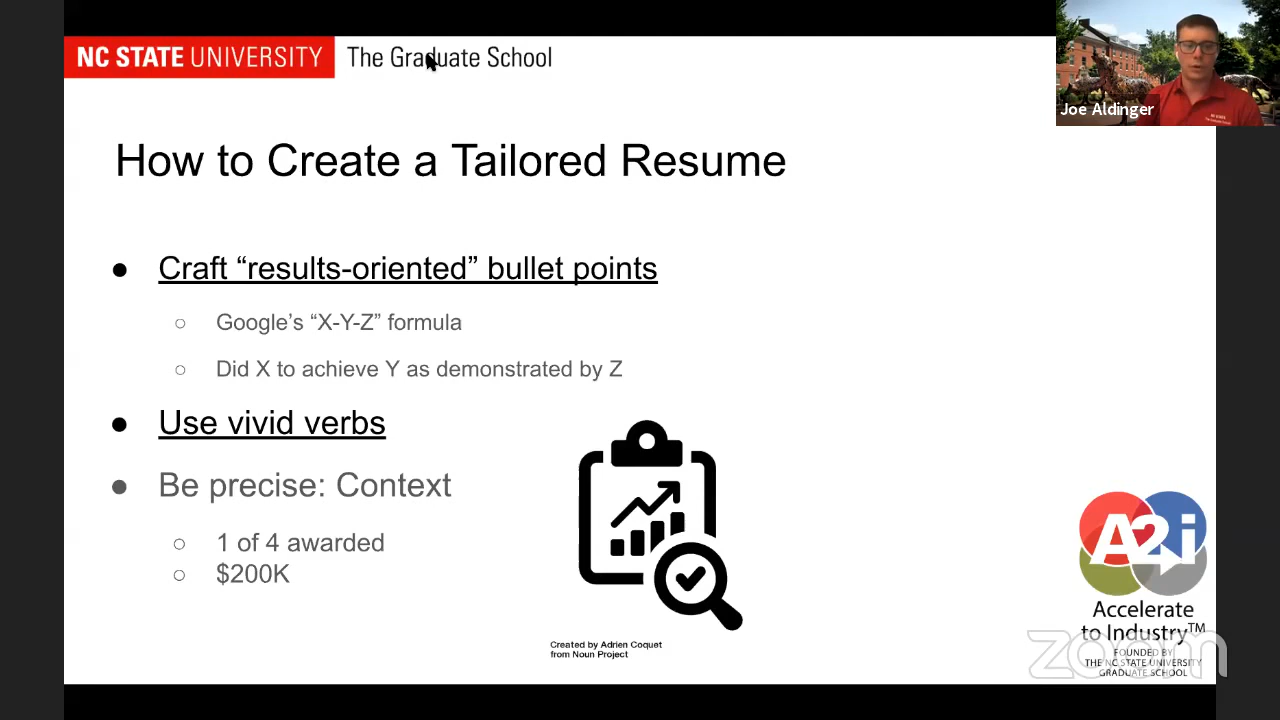 NC STATE UNIVERSITY The Graduate School
Joe Aldinger
How to Create a Tailored Resume
● Craft “results-oriented” bullet points
○ Google’s “X-Y-Z” formula
○ Did X to achieve Y as demonstrated by Z
● Use vivid verbs
● Be precise: Context
○ 1 of 4 awarded
○ $200K
Created by Adrien Coquet
from Noun Project
A2i
Accelerate
to Industry™
FOUNDED BY
THE NC STATE UNIVERSITY
GRADUATE SCHOOL
zoom